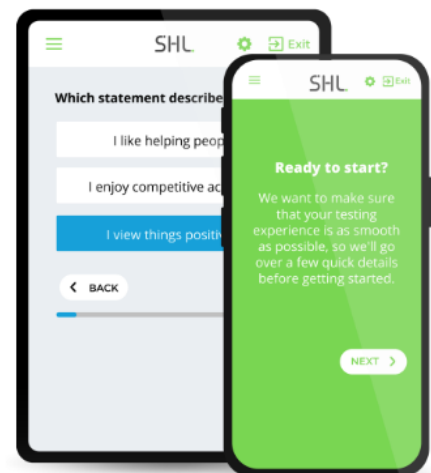 SHL.
Exit
Which statement describe
I like helping peop
I enjoy competitive ac
I view things positiv
BACK
SHL.
Exit
Ready to start?
We want to make sure
that your testing
experience is as smooth
as possible, so we'll go
over a few quick details
before getting started.
NEXT